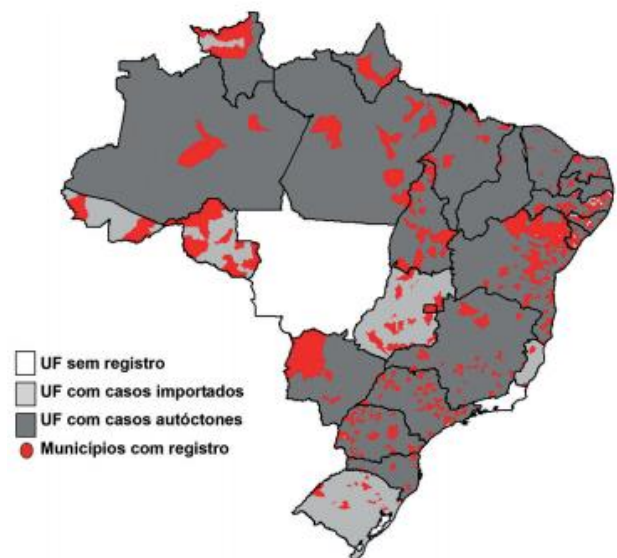 UF sem registro
UF com casos importados
UF com casos autóctones
Municípios com registro